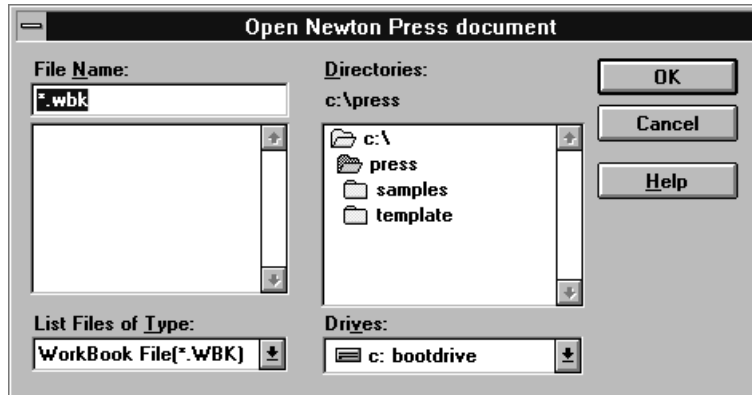 Open Newton Press document
File Name:
*.wbk
Directories:
c:\press
c:\
press
samples
template
OK
Cancel
Help
List Files of Type:
WorkBook File(*.WBK)
Drives:
c: bootdrive